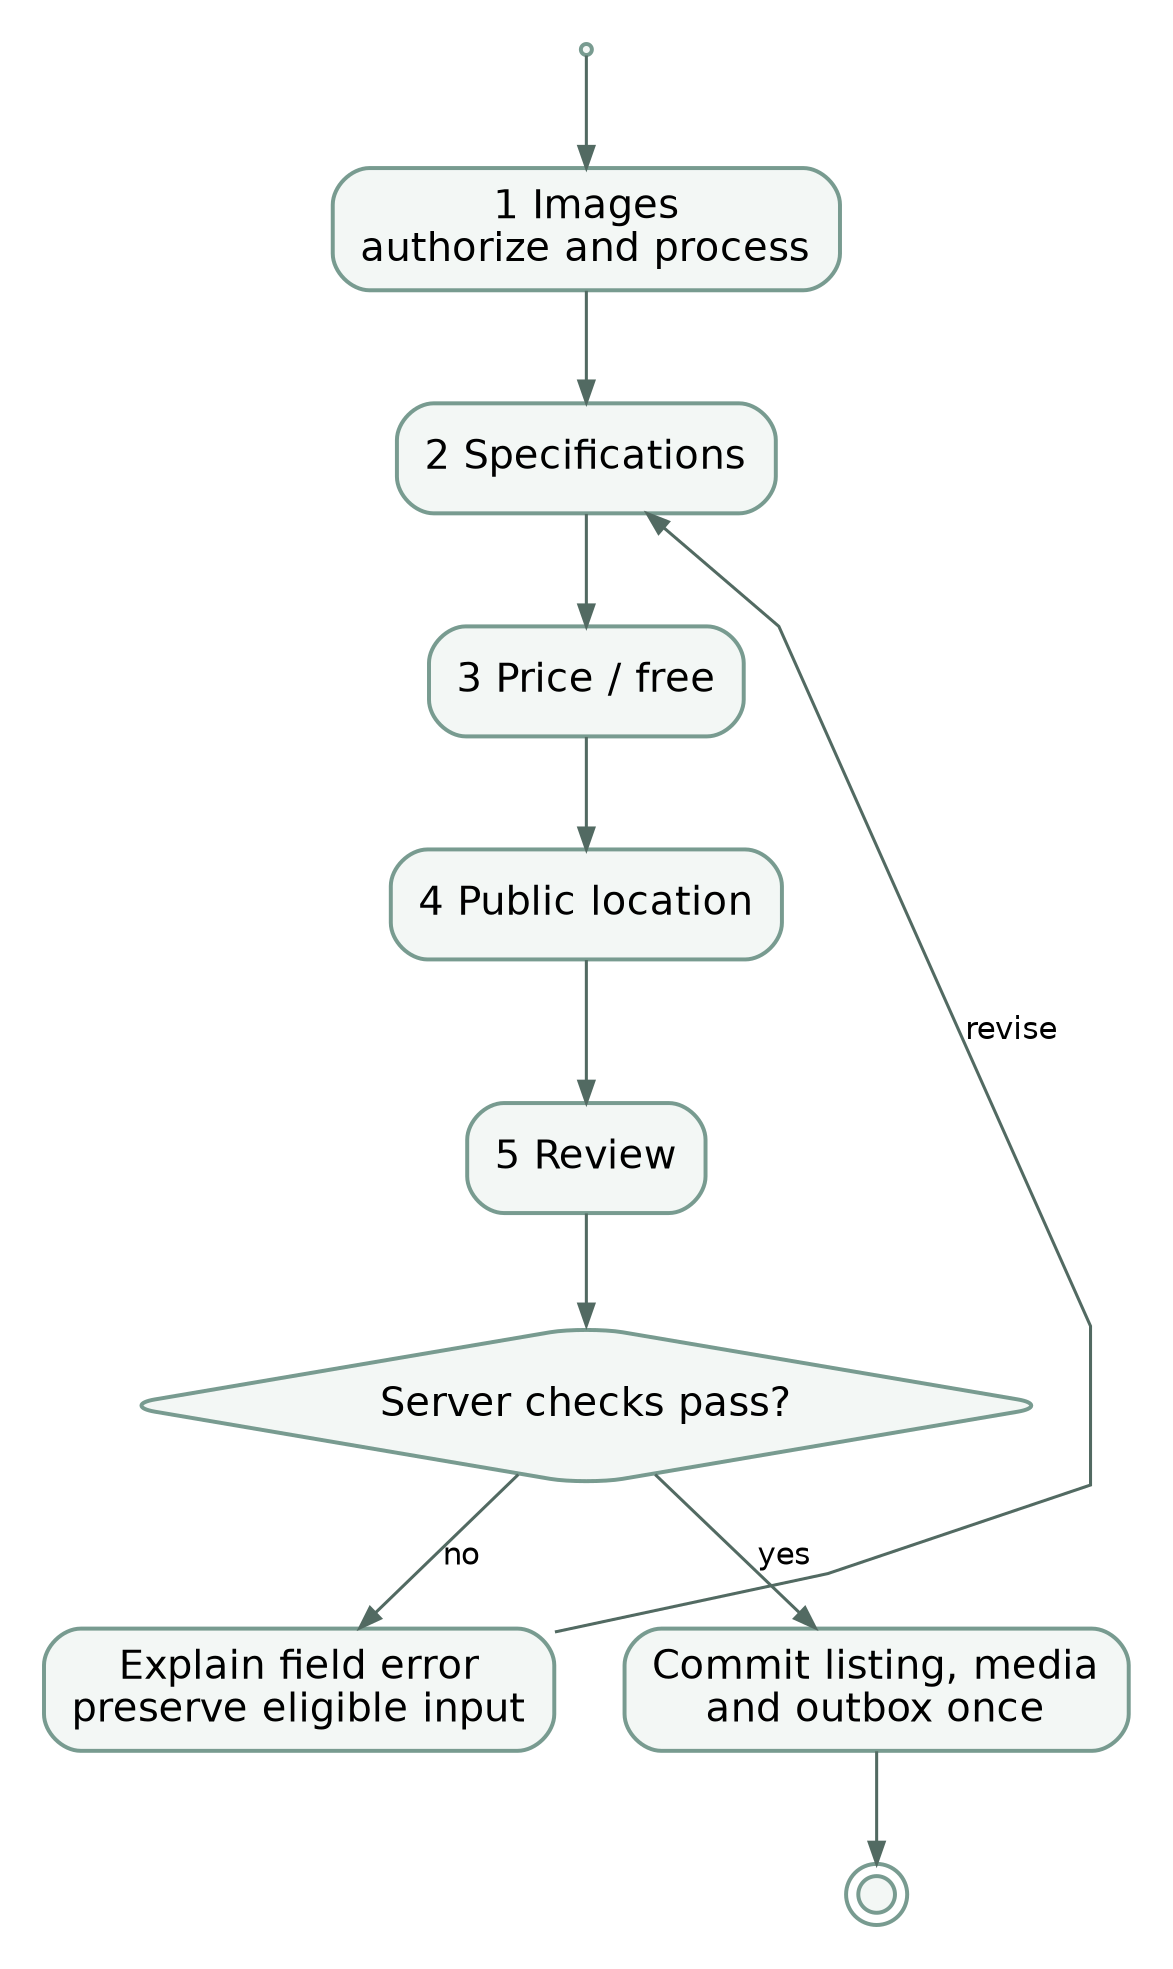 1 Images
authorize and process
2 Specifications
3 Price / free
4 Public location
revise
5 Review
Server checks pass?
no
yes
Explain field error
preserve eligible input
Commit listing, media
and outbox once